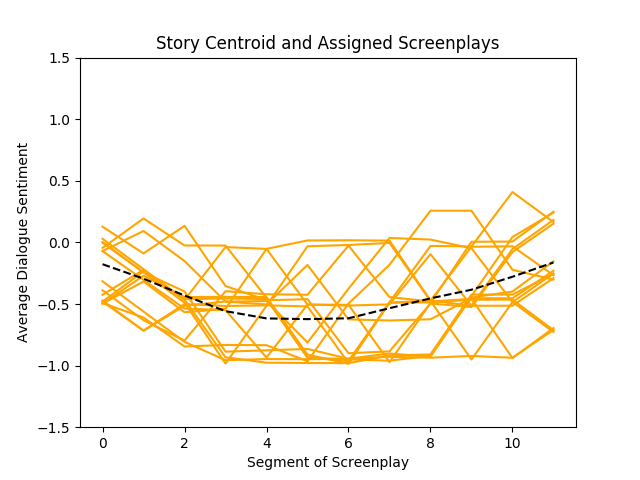 Story Centroid and Assigned Screenplays
1.5
1.0
0.5
0.0
−0.5
−1.0
−1.5
Average Dialogue Sentiment
0 2 4 6 8 10
Segment of Screenplay